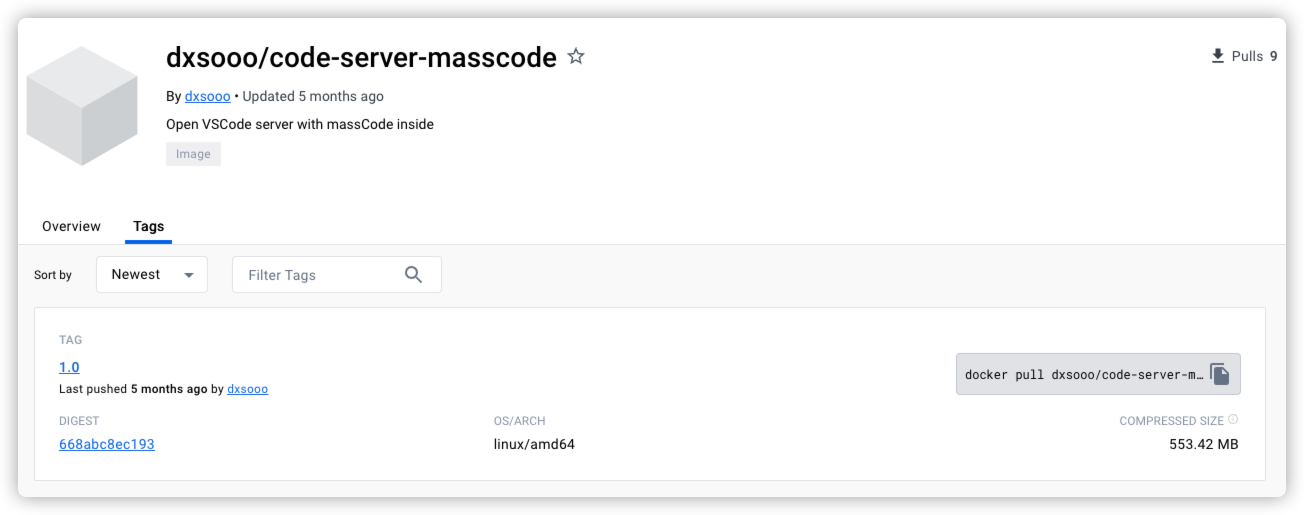 dxsooo/code-server-masscode
Pulls 9
By dxsooo • Updated 5 months ago
Open VSCode server with massCode inside
Image
Overview Tags
Sort by Newest Filter Tags
TAG
1.0
Last pushed 5 months ago by dxsooo
docker pull dxsooo/code-server-m…
DIGEST OS/ARCH COMPRESSED SIZE
668abc8ec193 linux/amd64 553.42 MB